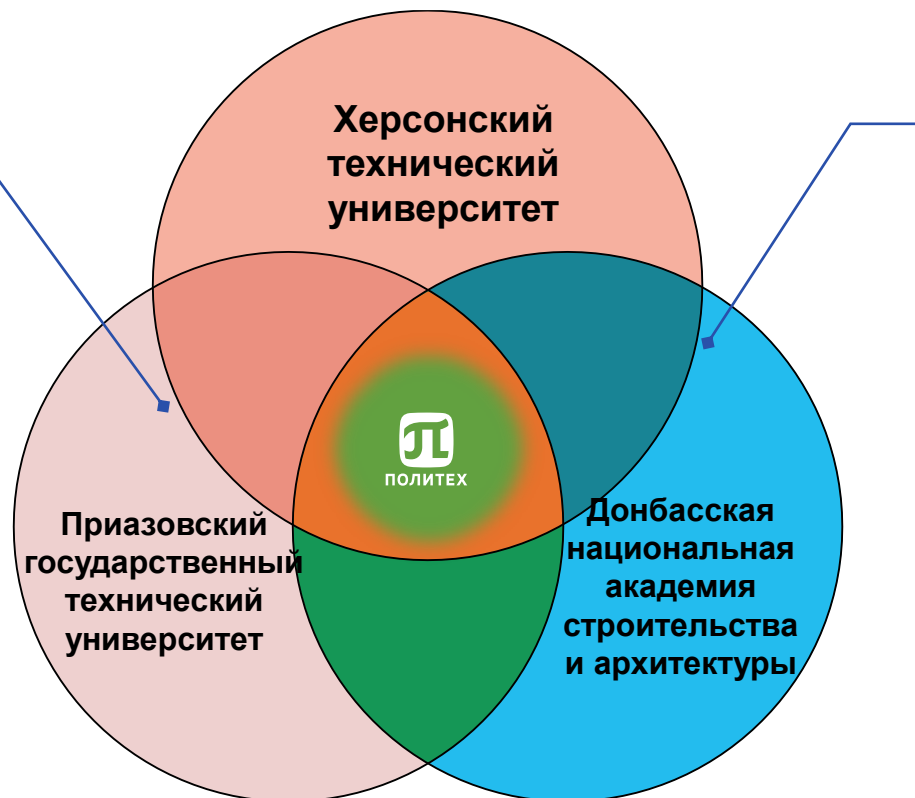 Херсонский
технический
университет
π
ПОЛИТЕХ
Приазовский
государственный
технический
университет
Донбасская
национальная
академия
строительства
и архитектуры